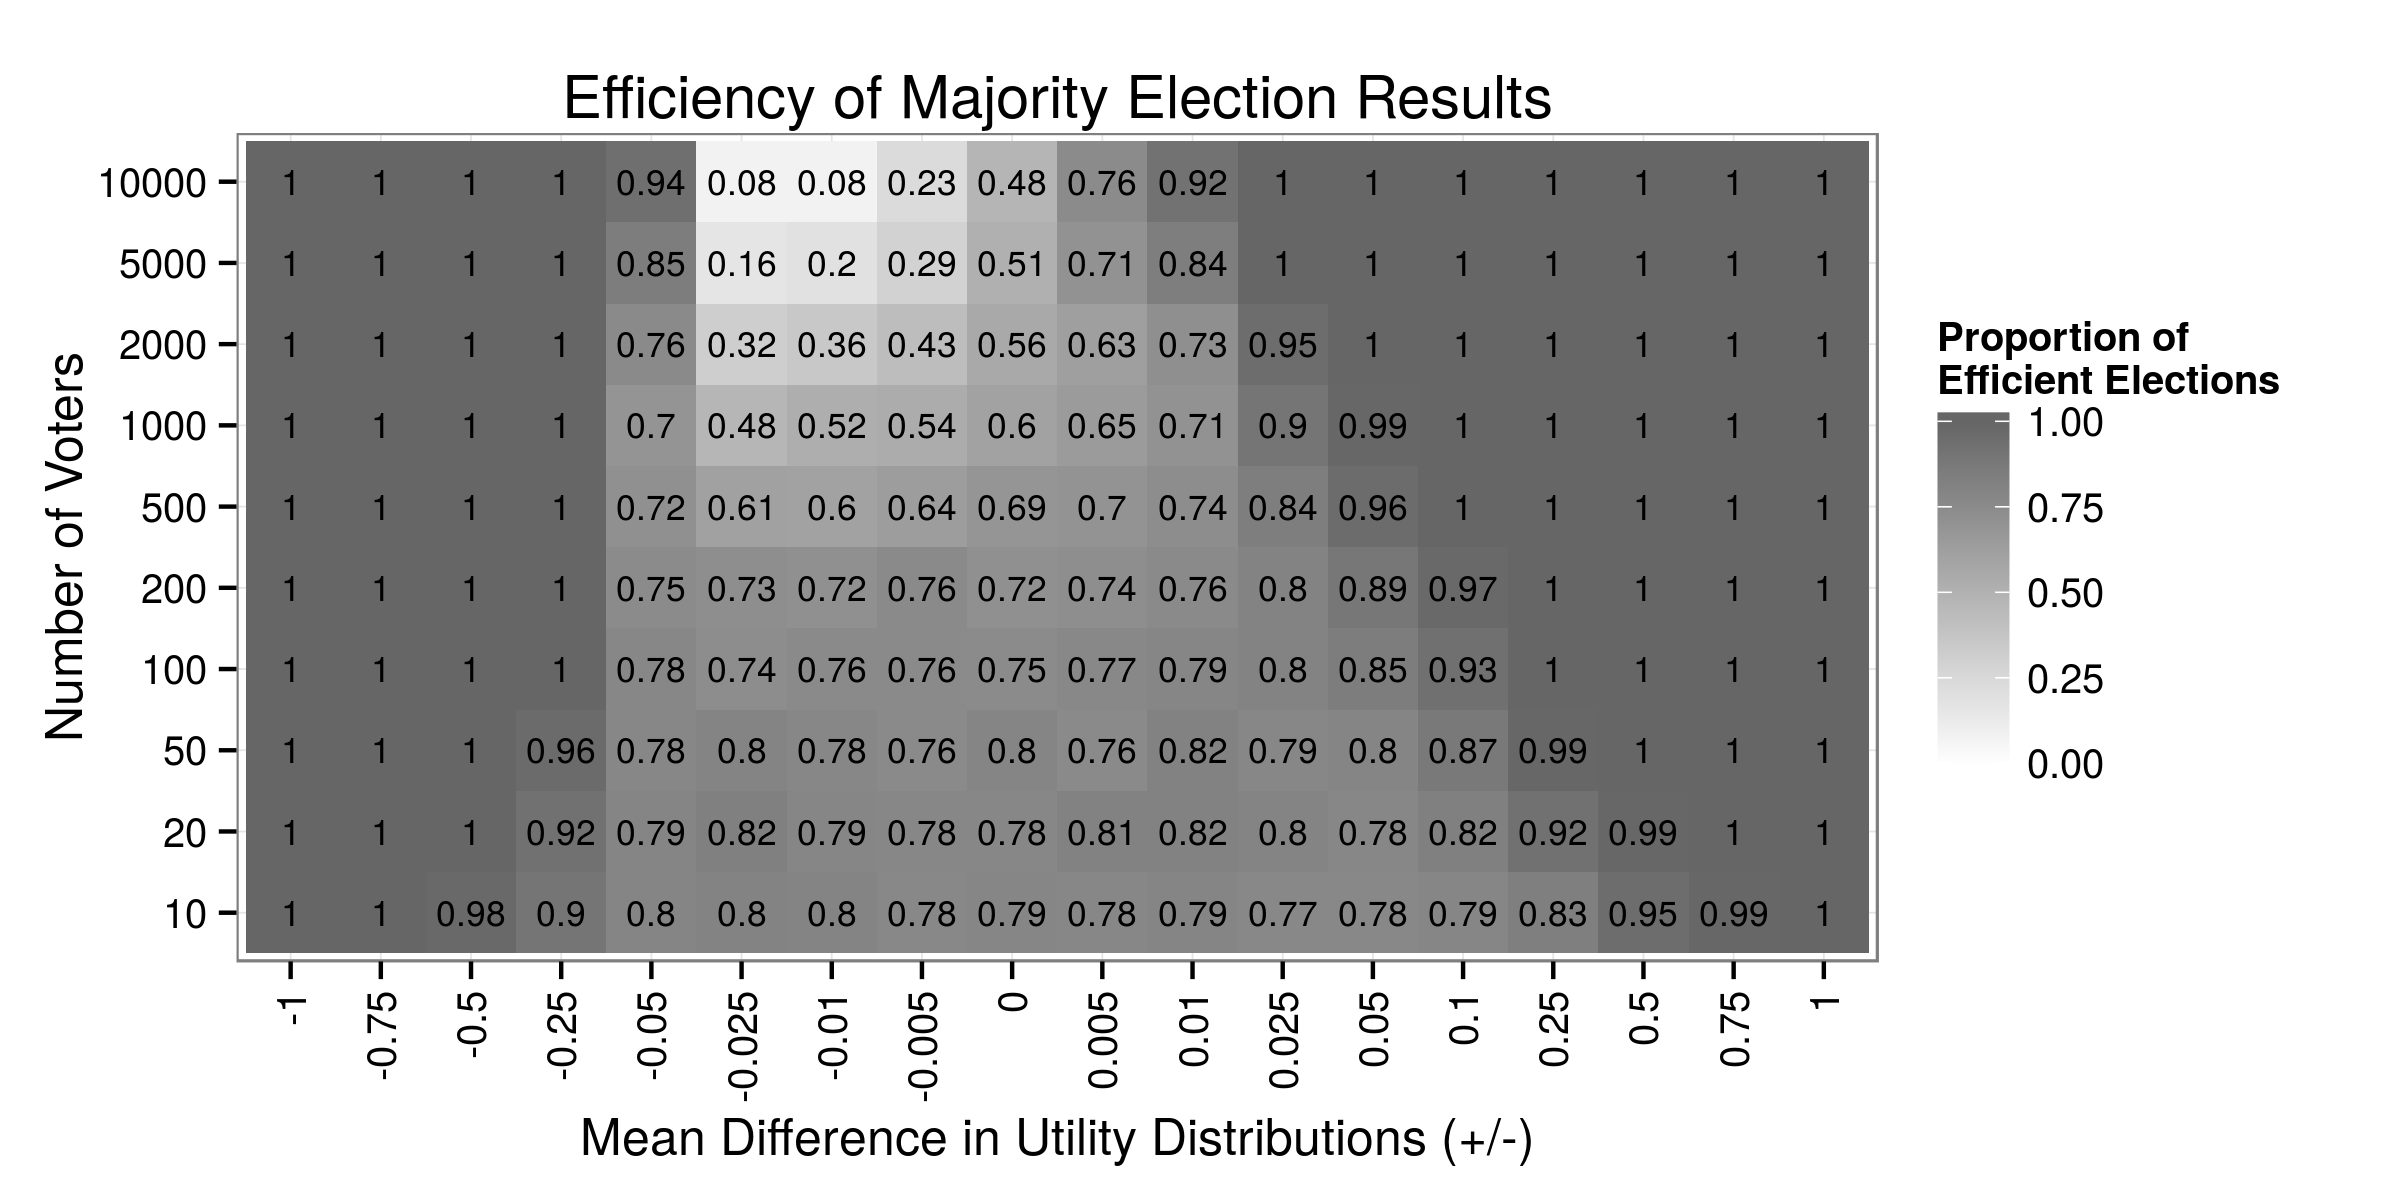 Efficiency of Majority Election Results
Number of Voters
10000 1 1 1 1 0.94 0.08 0.08 0.23 0.48 0.76 0.92 1 1 1 1 1 1 1
5000 1 1 1 1 0.85 0.16 0.2 0.29 0.51 0.71 0.84 1 1 1 1 1 1 1
2000 1 1 1 1 0.76 0.32 0.36 0.43 0.56 0.63 0.73 0.95 1 1 1 1 1 1
1000 1 1 1 1 0.7 0.48 0.52 0.54 0.6 0.65 0.71 0.9 0.99 1 1 1 1 1
500 1 1 1 1 0.72 0.61 0.6 0.64 0.69 0.7 0.74 0.84 0.96 1 1 1 1 1
200 1 1 1 1 0.75 0.73 0.72 0.76 0.72 0.74 0.76 0.8 0.89 0.97 1 1 1 1
100 1 1 1 1 0.78 0.74 0.76 0.76 0.75 0.77 0.79 0.8 0.85 0.93 1 1 1 1
50 1 1 1 0.96 0.78 0.8 0.78 0.76 0.8 0.76 0.82 0.79 0.8 0.87 0.99 1 1 1
20 1 1 1 0.92 0.79 0.82 0.79 0.78 0.78 0.81 0.82 0.8 0.78 0.82 0.92 0.99 1 1
10 1 1 0.98 0.9 0.8 0.8 0.8 0.78 0.79 0.78 0.79 0.77 0.78 0.79 0.83 0.95 0.99 1
-1 -0.75 -0.5 -0.25 -0.05 -0.025 -0.01 -0.005 0 0.005 0.01 0.025 0.05 0.1 0.25 0.5 0.75 1
Mean Difference in Utility Distributions (+/-)
Proportion of
Efficient Elections
1.00
0.75
0.50
0.25
0.00